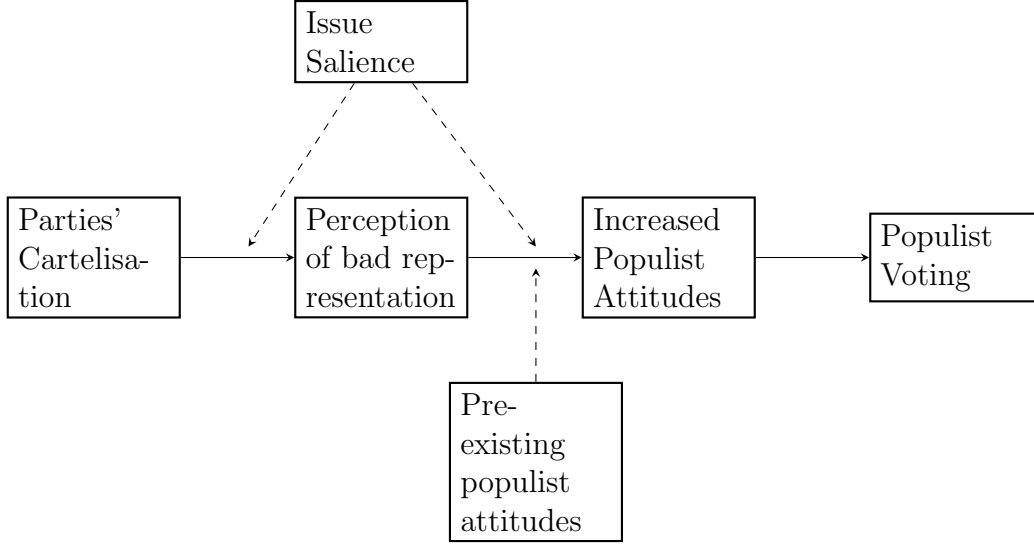 Issue
Salience
Parties’
Cartelisa-
tion
Perception
of bad rep-
resentation
Increased
Populist
Attitudes
Populist
Voting
Pre-
existing
populist
attitudes